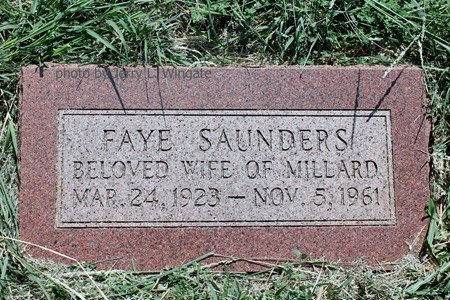 photo by Jerry L. Wingate
FAYE SAUNDERS
BELOVED WIFE OF MILLARD
MAR. 24, 1923 — NOV. 5, 1961